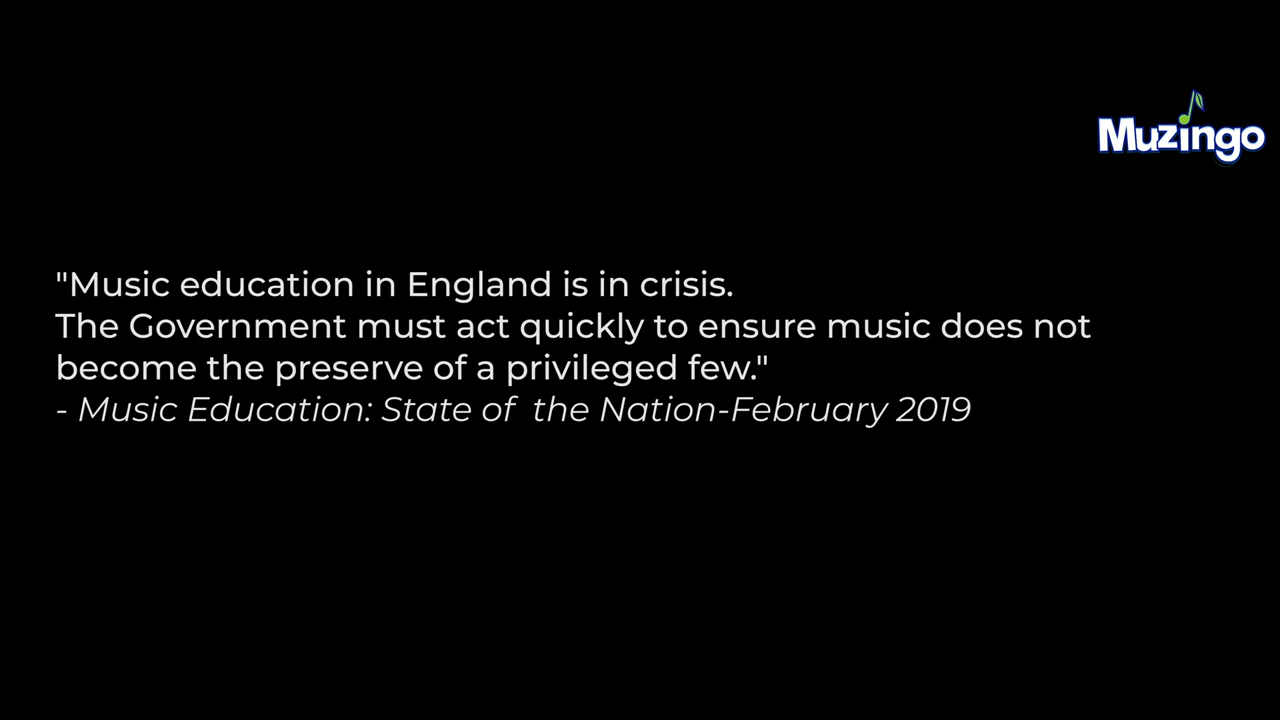 Muzingo
"Music education in England is in crisis.
The Government must act quickly to ensure music does not
become the preserve of a privileged few."
- Music Education: State of  the Nation-February 2019